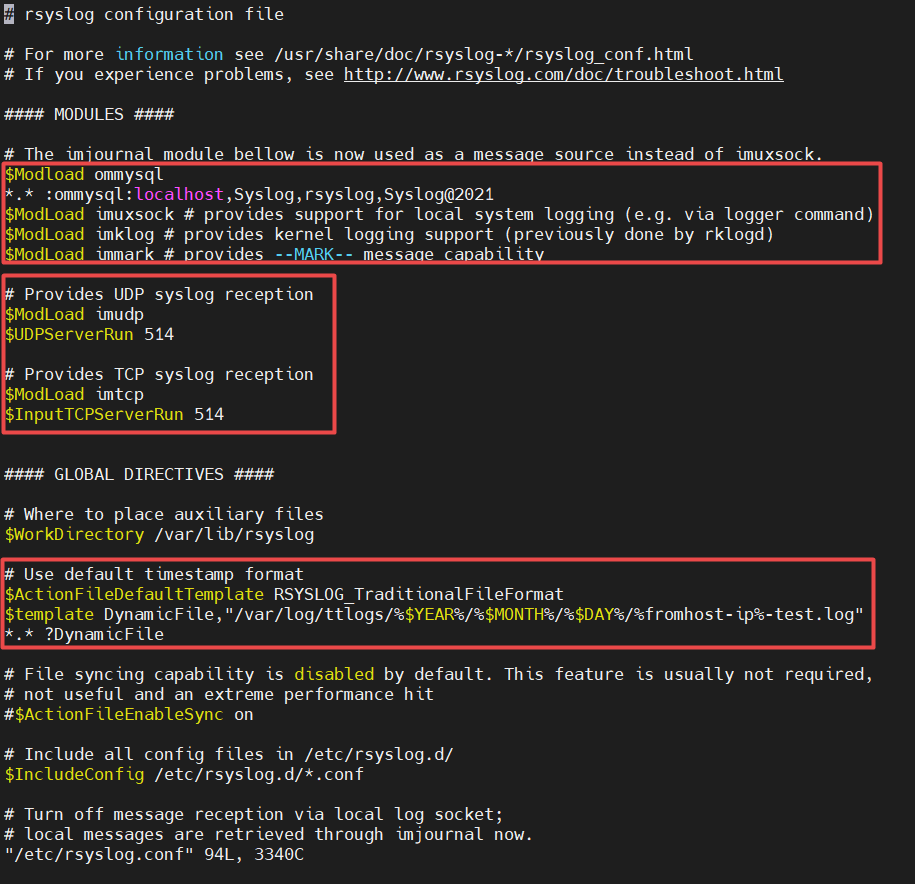 # rsyslog configuration file
# For more information see /usr/share/doc/rsyslog-*/rsyslog_conf.html
# If you experience problems, see http://www.rsyslog.com/doc/troubleshoot.html
#### MODULES ####
# The imjournal module bellow is now used as a message source instead of imuxsock.
$Modload ommysql
*.* :ommysql:localhost,Syslog,rsyslog,Syslog@2021
$ModLoad imuxsock # provides support for local system logging (e.g. via logger command)
$ModLoad imklog # provides kernel logging support (previously done by rklogd)
$ModLoad immark # provides --MARK-- message capability
# Provides UDP syslog reception
$ModLoad imudp
$UDPServerRun 514
# Provides TCP syslog reception
$ModLoad imtcp
$InputTCPServerRun 514
#### GLOBAL DIRECTIVES ####
# Where to place auxiliary files
$WorkDirectory /var/lib/rsyslog
# Use default timestamp format
$ActionFileDefaultTemplate RSYSLOG_TraditionalFileFormat
$template DynamicFile,"/var/log/ttlogs/%$YEAR%/%$MONTH%/%$DAY%/%fromhost-ip%-test.log"
*.* ?DynamicFile
# File syncing capability is disabled by default. This feature is usually not required,
# not useful and an extreme performance hit
#$ActionFileEnableSync on
# Include all config files in /etc/rsyslog.d/
$IncludeConfig /etc/rsyslog.d/*.conf
# Turn off message reception via local log socket;
# local messages are retrieved through imjournal now.
"/etc/rsyslog.conf" 94L, 3340C